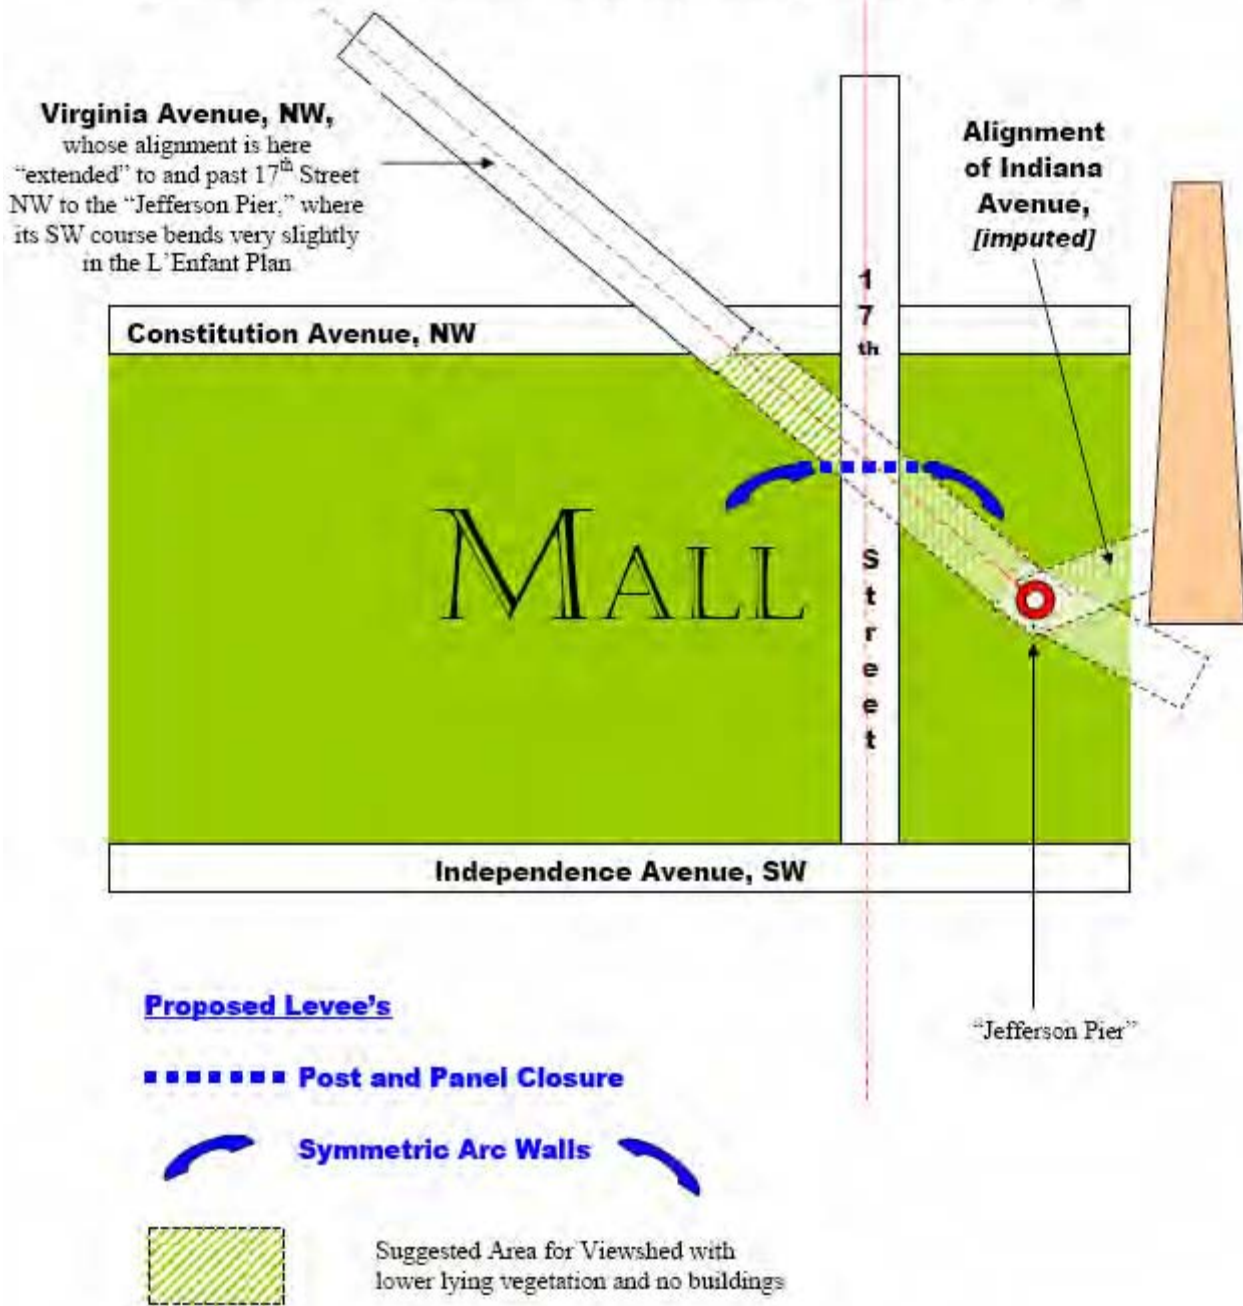 Virginia Avenue, NW,
whose alignment is here
“extended” to and past 17th Street
NW to the “Jefferson Pier,” where
its SW course bends very slightly
in the L’Enfant Plan
Alignment
of Indiana
Avenue,
[imputed]
Constitution Avenue, NW
17th Street
MALL
Independence Avenue, SW
“Jefferson Pier”
Proposed Levee’s
Post and Panel Closure
Symmetric Arc Walls
Suggested Area for Viewshed with
lower lying vegetation and no buildings